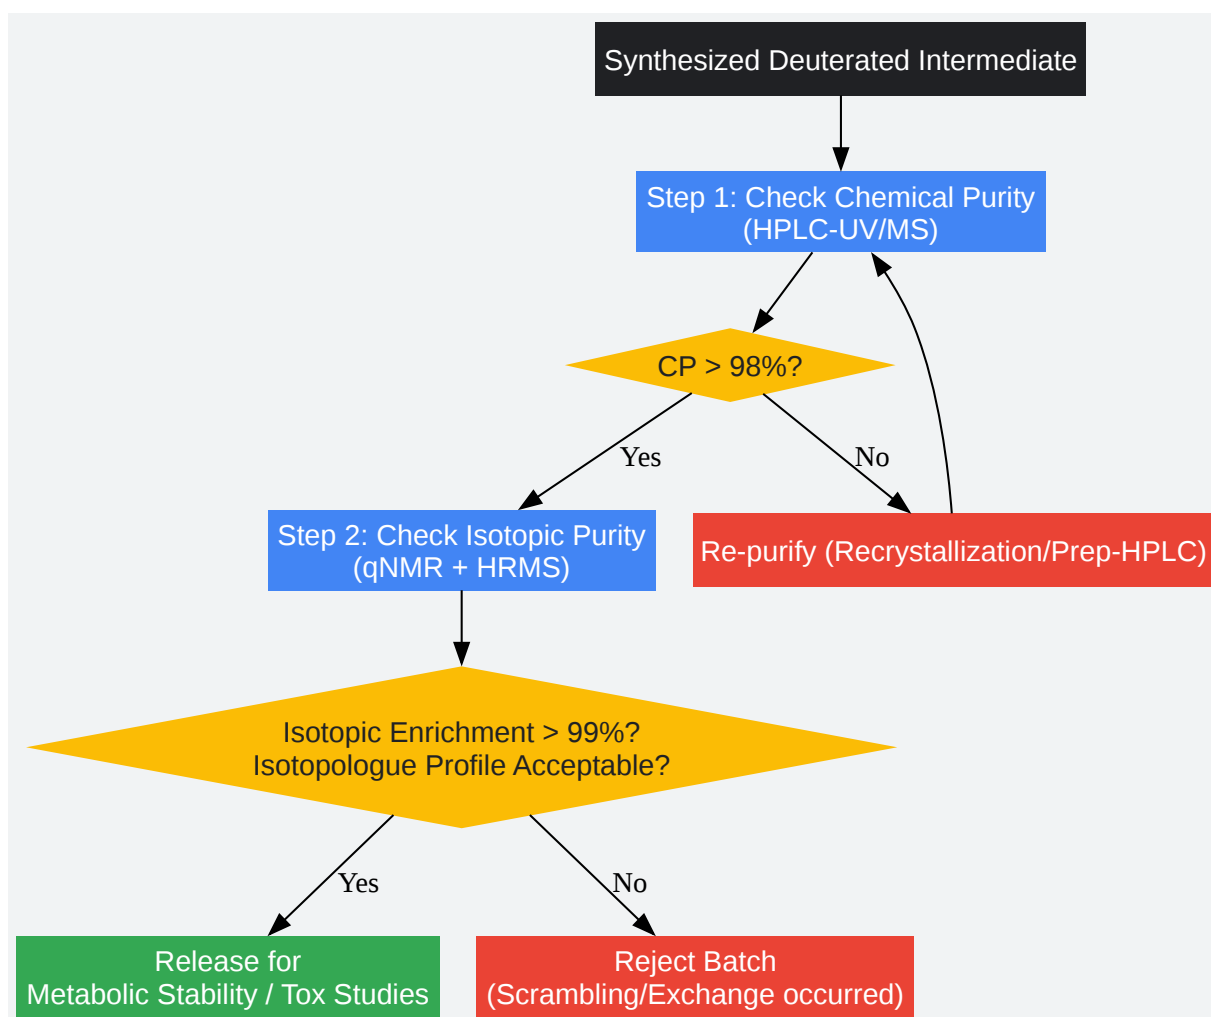 Synthesized Deuterated Intermediate
Step 1: Check Chemical Purity
(HPLC-UV/MS)
CP > 98%?
Yes
No
Step 2: Check Isotopic Purity
(qNMR + HRMS)
Re-purify (Recrystallization/Prep-HPLC)
Isotopic Enrichment > 99%?
Isotopologue Profile Acceptable?
Yes
No
Release for
Metabolic Stability / Tox Studies
Reject Batch
(Scrambling/Exchange occurred)